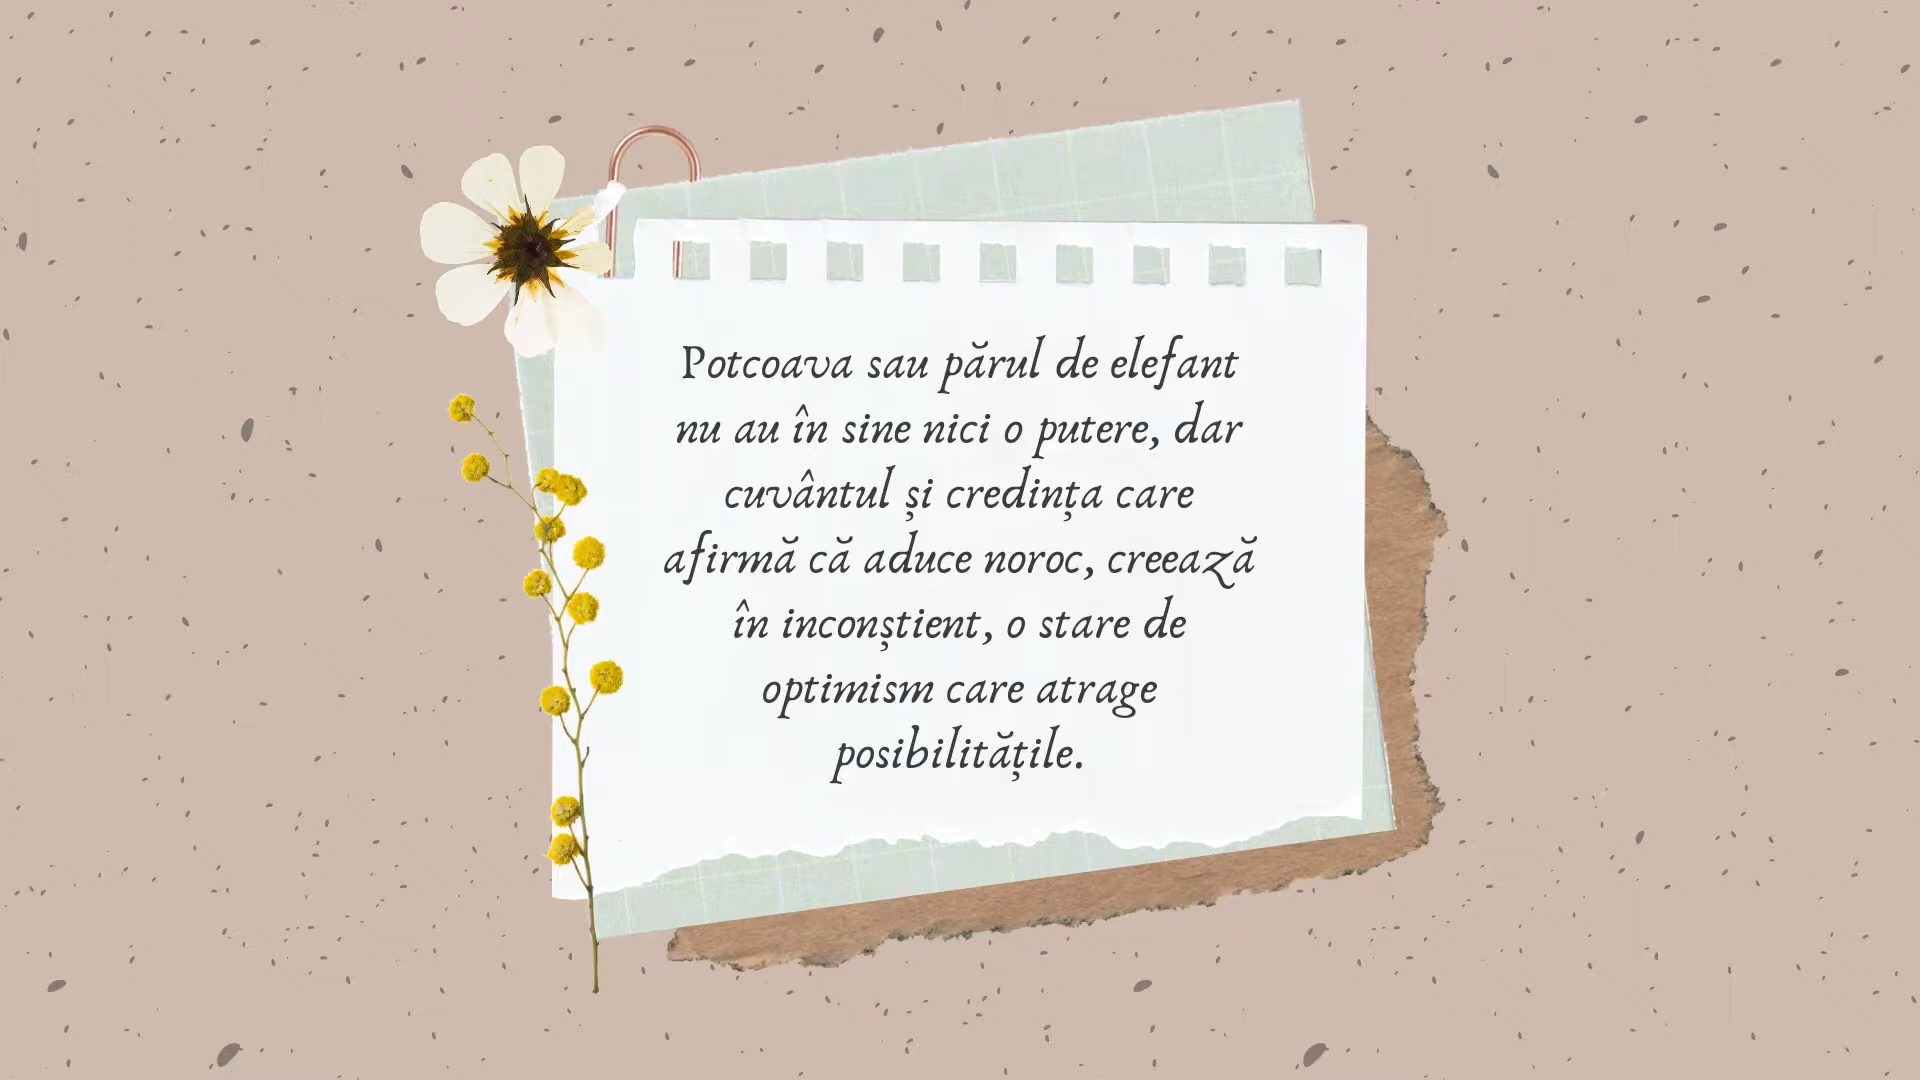 Potcoava sau părul de elefant
nu au în sine nici o putere, dar
cuvântul și credința care
afirmă că aduce noroc, creează
în inconștient, o stare de
optimism care atrage
posibilitățile.